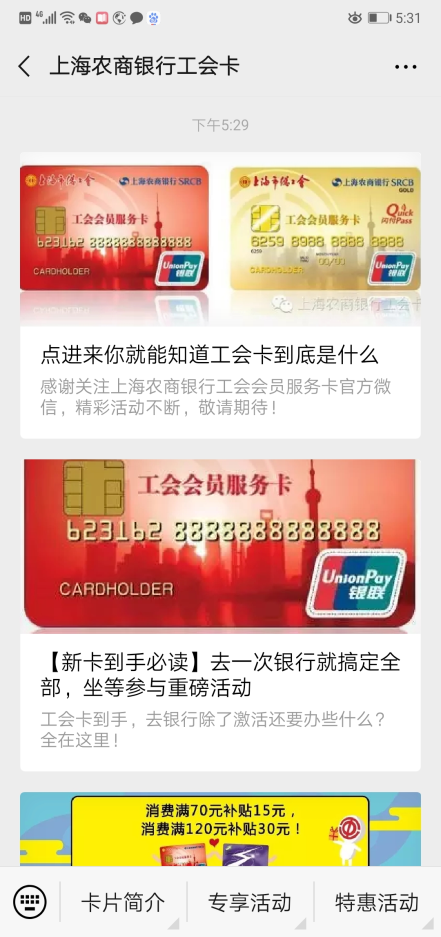 HD 4G 5:31
上海农商银行工会卡
下午5:29
上海市总工会 上海农商银行 SRCB
工会会员服务卡
623162 8888888888888
CARDHOLDER
UnionPay
银联
上海市总工会 上海农商银行 SRCB
GOLD
工会会员服务卡
Quick
闪付Pass
6259 8988 8888 8888
6259
00/00
CARDHOLDER
UnionPay
银联
上海农商银行工会卡
点进来你就能知道工会卡到底是什么
感谢关注上海农商银行工会会员服务卡官方微
信，精彩活动不断，敬请期待！
工会会员服务卡
623162 8888888888888
CARDHOLDER
UnionPay
银联
【新卡到手必读】去一次银行就搞定全
部，坐等参与重磅活动
工会卡到手，去银行除了激活还要办些什么？
全在这里！
消费满70元补贴15元，
消费满120元补贴30元！
卡片简介 专享活动 特惠活动